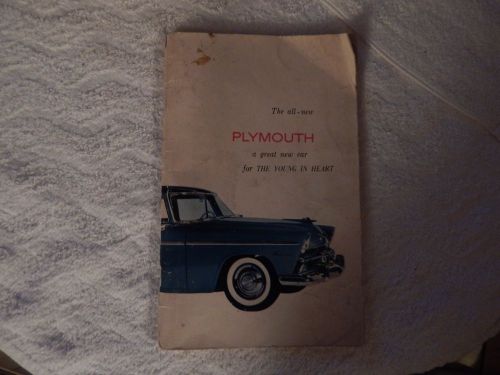 The all-new
PLYMOUTH
a great new car
for THE YOUNG IN HEART